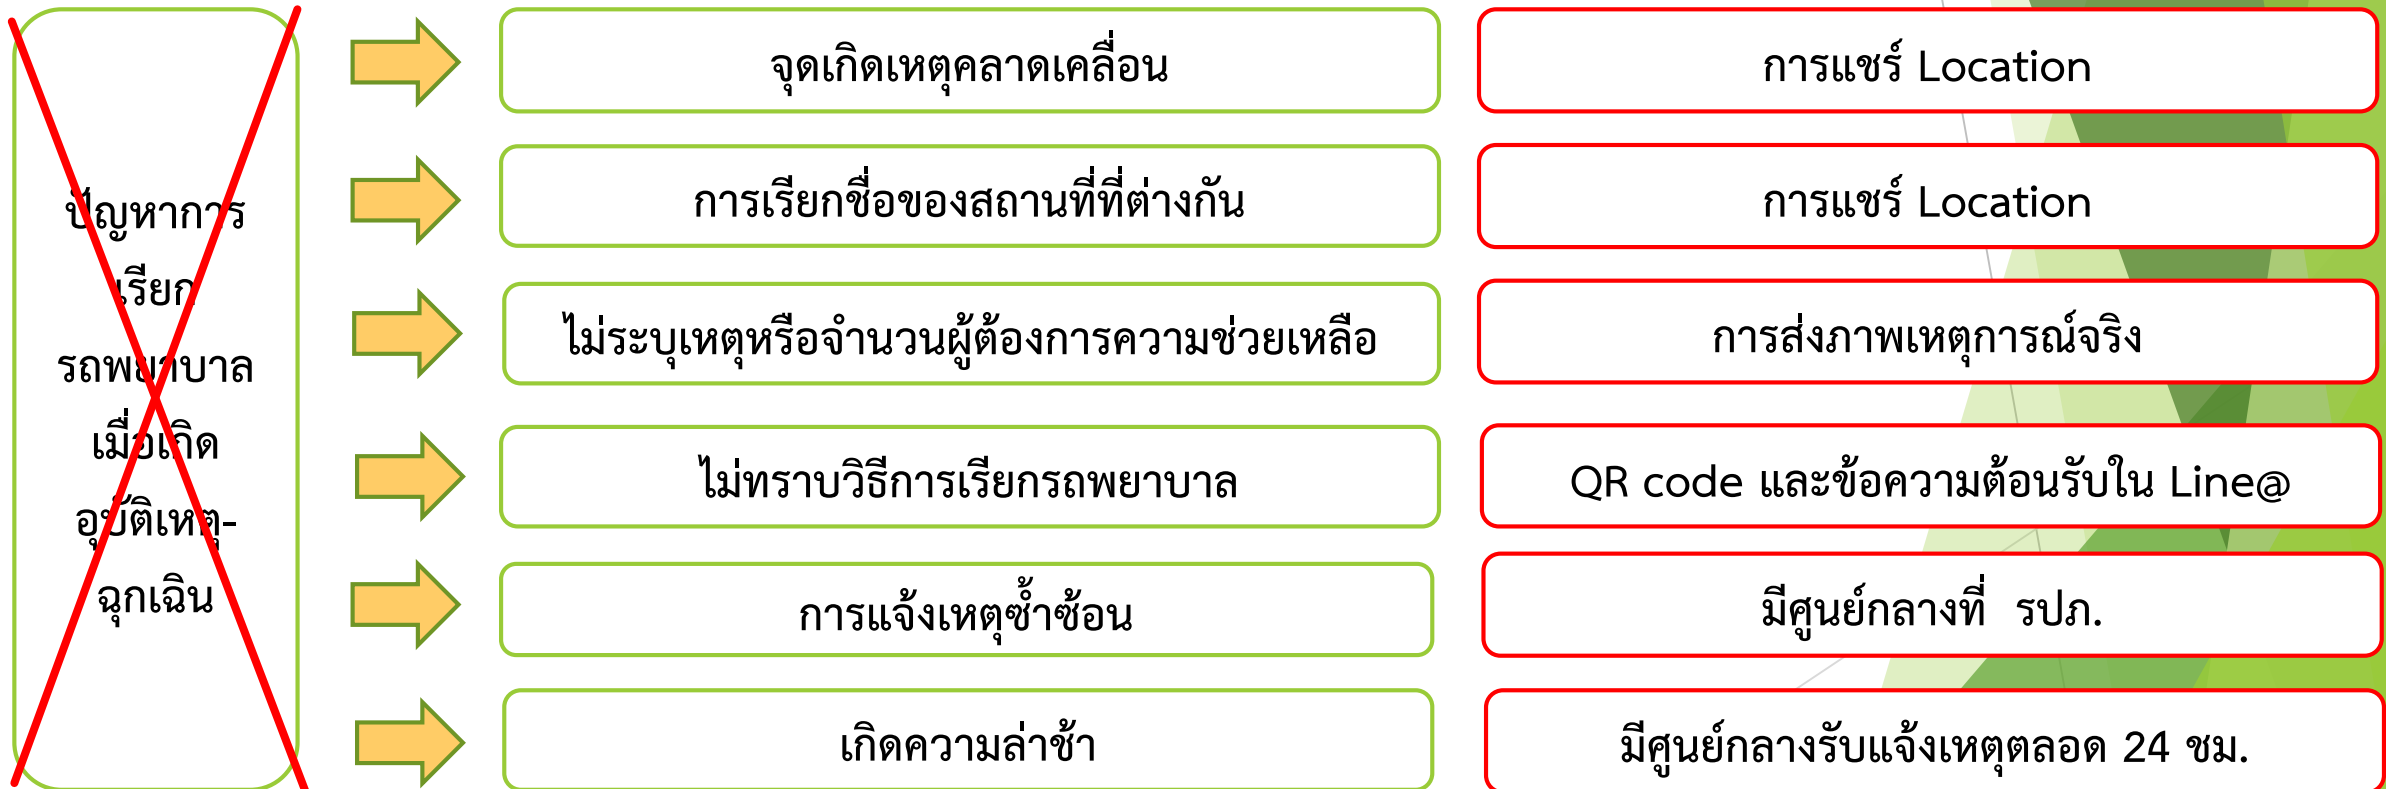 ปัญหาการ
เรียก
รถพยาบาล
เมื่อเกิด
อุบัติเหตุ-
ฉุกเฉิน
จุดเกิดเหตุคลาดเคลื่อน
การแชร์ Location
การเรียกชื่อของสถานที่ที่ต่างกัน
การแชร์ Location
ไม่ระบุเหตุหรือจำนวนผู้ต้องการความช่วยเหลือ
การส่งภาพเหตุการณ์จริง
ไม่ทราบวิธีการเรียกรถพยาบาล
QR code และข้อความต้อนรับใน Line@
การแจ้งเหตุซ้ำซ้อน
มีศูนย์กลางที่ รปภ.
เกิดความล่าช้า
มีศูนย์กลางรับแจ้งเหตุตลอด 24 ชม.